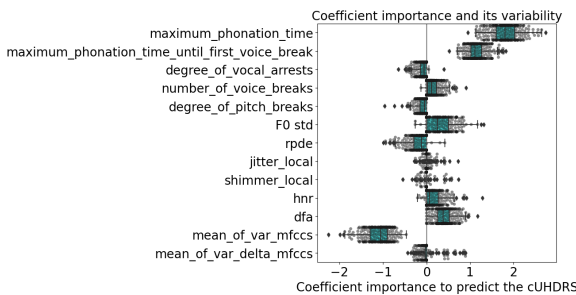 Coefficient importance and its variability
maximum_phonation_time
maximum_phonation_time_until_first_voice_break
degree_of_vocal_arrests
number_of_voice_breaks
degree_of_pitch_breaks
F0 std
rpde
jitter_local
shimmer_local
hnr
dfa
mean_of_var_mfccs
mean_of_var_delta_mfccs
−2 −1 0 1 2
Coefficient importance to predict the cUHDRS